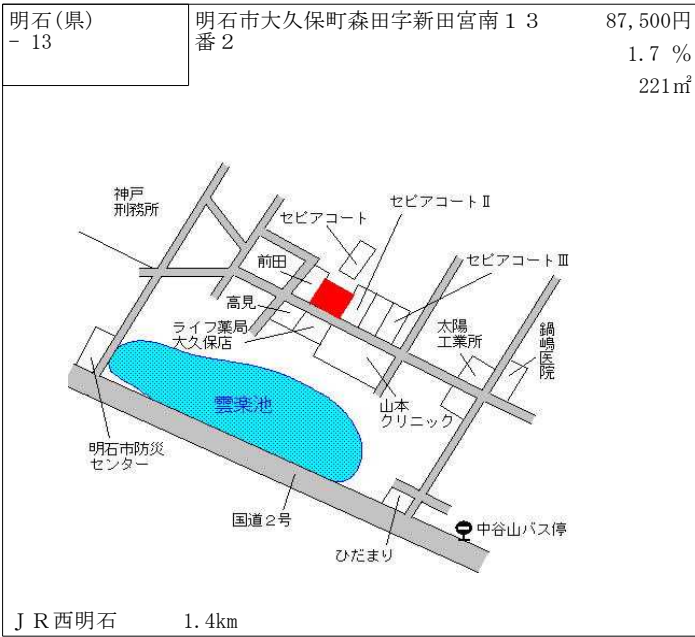 明石(県)
- 13
明石市大久保町森田字新田宮南１３
番２
87,500円
1.7 %
221㎡
神戸
刑務所
セピアコートⅡ
セピアコート
セピアコートⅢ
前田
高見
ライフ薬局
大久保店
太陽
工業所
鍋嶋医院
雲楽池
山本
クリニック
明石市防災
センター
国道２号
中谷山バス停
ひだまり
ＪＲ西明石 1.4km